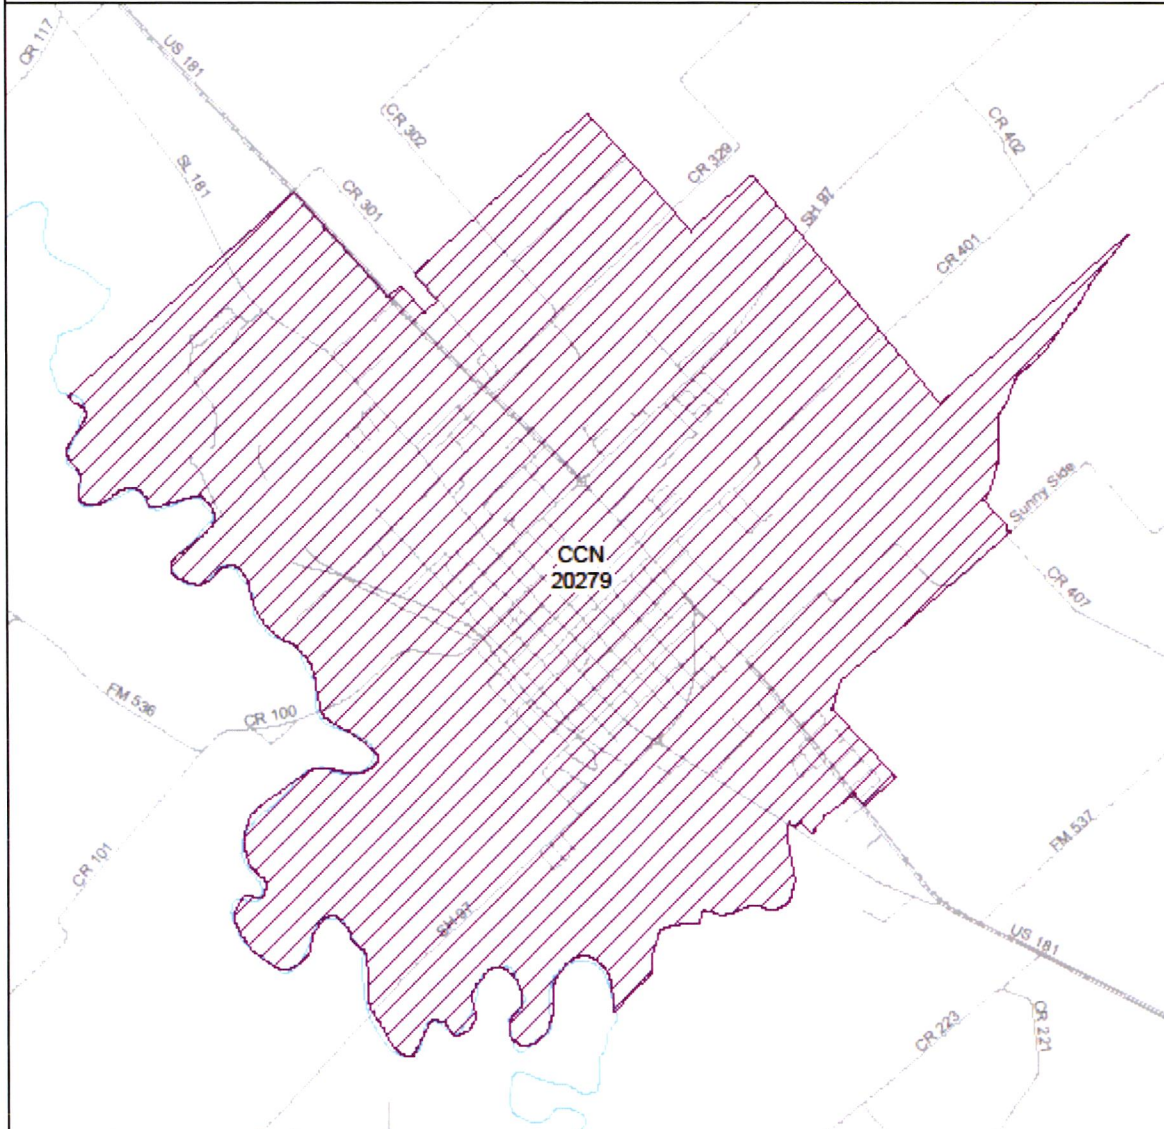 CR 117
US 181
CR 302
CR 402
CR 329
SL 181
CR 301
SH 97
CR 401
Sunny Side
CCN
20279
CR 407
FM 536
CR 100
CR 101
FM 537
SH 97
US 181
CR 223
CR 221